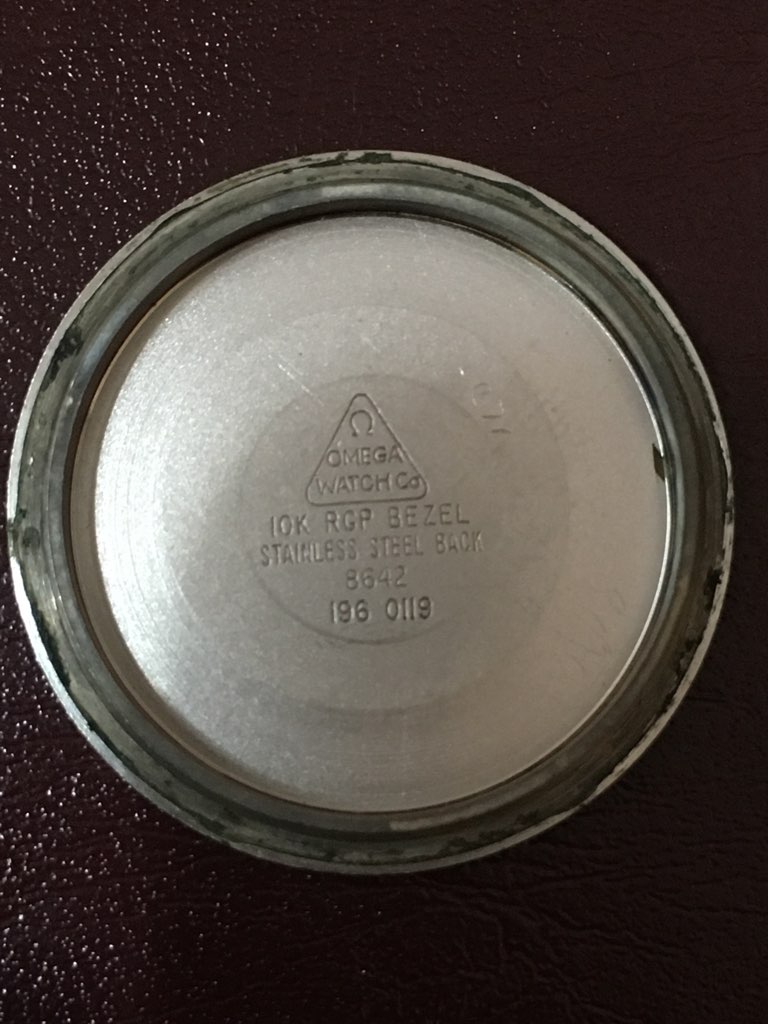 Ω
OMEGA
WATCH Co
10K RGP BEZEL
STAINLESS STEEL BACK
8642
196 0119